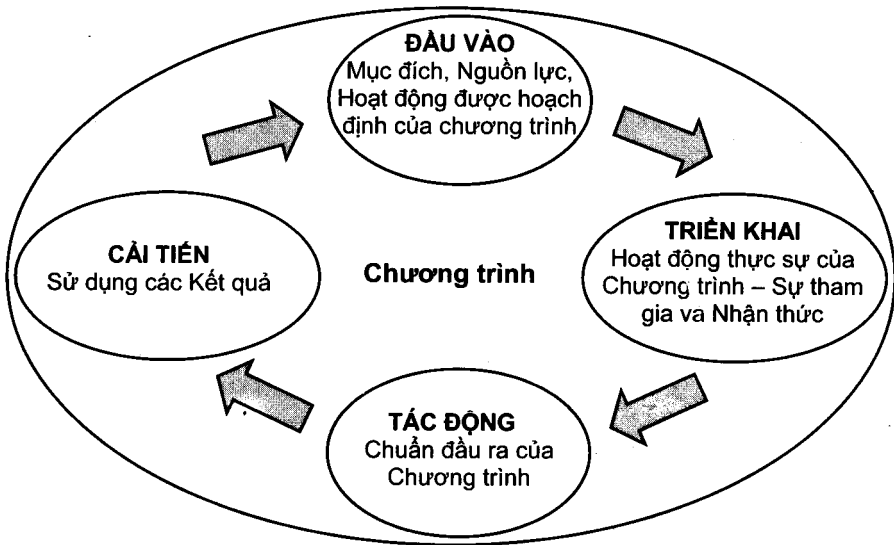 ĐẦU VÀO
Mục đích, Nguồn lực,
Hoạt động được hoạch
định của chương trình
TRIỂN KHAI
Hoạt động thực sự của
Chương trình – Sự tham
gia va Nhận thức
CẢI TIẾN
Sử dụng các Kết quả
Chương trình
TÁC ĐỘNG
Chuẩn đầu ra của
Chương trình